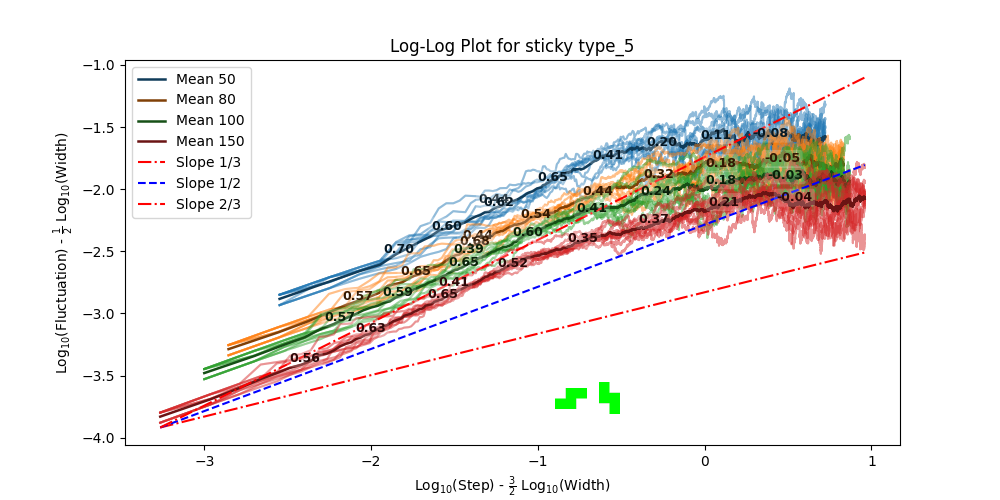 Log-Log Plot for sticky type_5
Log₁₀(Fluctuation) - 1/2 Log₁₀(Width)
−1.0
−1.5
−2.0
−2.5
−3.0
−3.5
−4.0
Mean 50
Mean 80
Mean 100
Mean 150
Slope 1/3
Slope 1/2
Slope 2/3
0.70 0.60 0.62 0.65 0.41 0.20 0.11 -0.08
0.57 0.65 0.44 0.54 0.44 0.32 0.18 -0.05
0.57 0.59 0.65 0.39 0.60 0.41 0.24 0.18 -0.03
0.56 0.63 0.65 0.41 0.52 0.35 0.37 0.21 -0.04
−3 −2 −1 0 1
Log₁₀(Step) - 3/2 Log₁₀(Width)